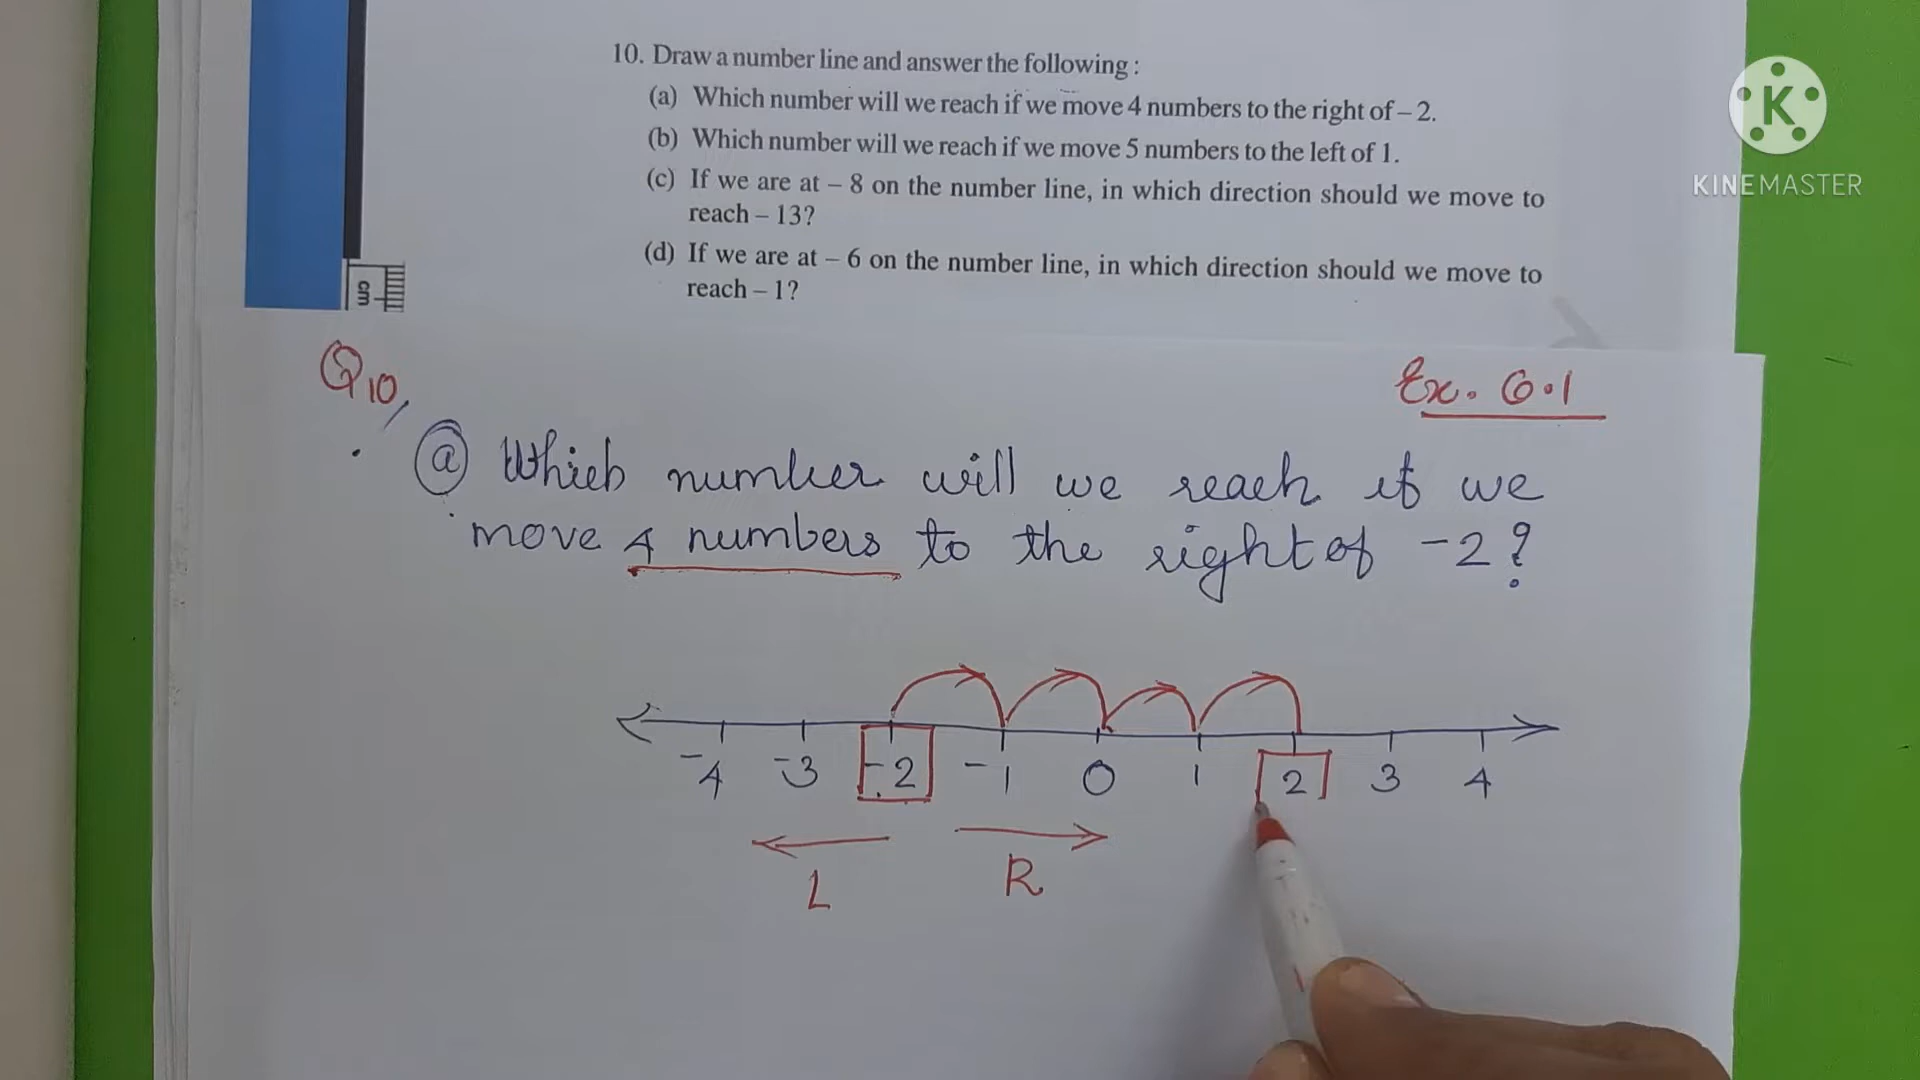 10. Draw a number line and answer the following :
(a) Which number will we reach if we move 4 numbers to the right of – 2.
(b) Which number will we reach if we move 5 numbers to the left of 1.
(c) If we are at – 8 on the number line, in which direction should we move to
reach – 13?
(d) If we are at – 6 on the number line, in which direction should we move to
reach – 1?
K
KINEMASTER
cm
Q10,
Ex. 6.1
(a) Which number will we reach if we
move 4 numbers to the right of -2?
-4 -3 -2 -1 0 1 2 3 4
L R